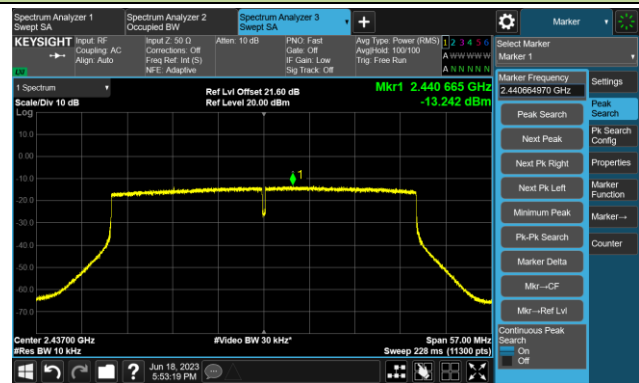 Spectrum Analyzer 1
Swept SA
Spectrum Analyzer 2
Occupied BW
Spectrum Analyzer 3
Swept SA
Marker
KEYSIGHT
Input: RF
Coupling: AC
Align: Auto
Input Z: 50 Ω
Corrections: Off
Freq Ref: Int (S)
NFE: Adaptive
Atten: 10 dB
PNO: Fast
Gate: Off
IF Gain: Low
Sig Track: Off
Avg Type: Power (RMS)
Avg|Hold: 100/100
Trig: Free Run
1 2 3 4 5 6
A W W W W W
A N N N N N
Select Marker
Marker 1
1 Spectrum
Scale/Div 10 dB
Log
Ref Lvl Offset 21.60 dB
Ref Level 20.00 dBm
Mkr1 2.440 665 GHz
-13.242 dBm
10.0
0.00
-10.0
-20.0
-30.0
-40.0
-50.0
-60.0
-70.0
1
Center 2.43700 GHz
#Res BW 10 kHz
#Video BW 30 kHz*
Span 57.00 MHz
Sweep 228 ms (11300 pts)
Marker Frequency
2.440664970 GHz
Peak Search
Next Peak
Next Pk Right
Next Pk Left
Minimum Peak
Pk-Pk Search
Marker Delta
Mkr→CF
Mkr→Ref Lvl
Continuous Peak
Search
On
Off
Settings
Peak
Search
Pk Search
Config
Properties
Marker
Function
Marker→
Counter
?
Jun 18, 2023
5:53:19 PM